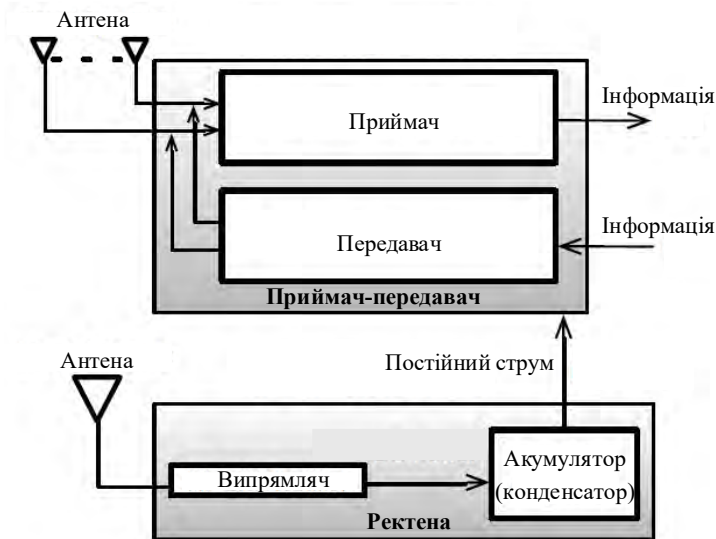 Антена
Приймач
Інформація
Передавач
Інформація
Приймач-передавач
Антена
Постійний струм
Випрямляч
Акумулятор
(конденсатор)
Ректена